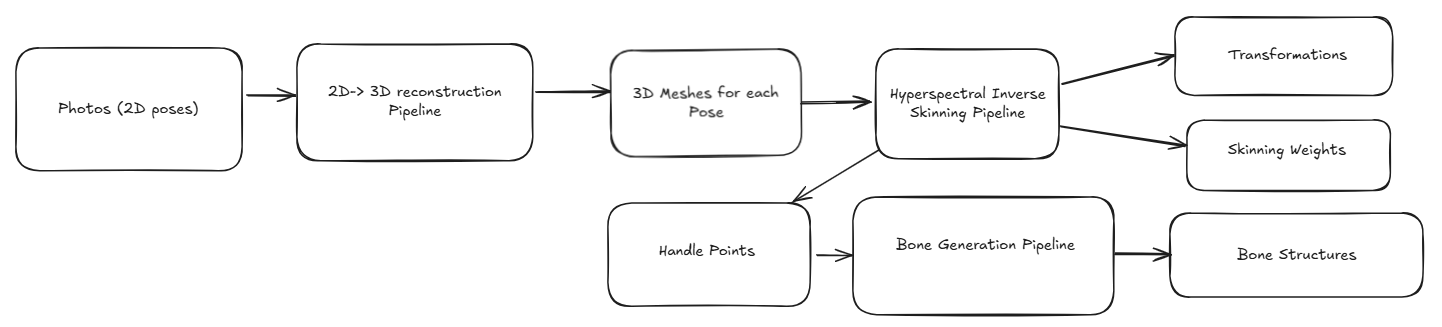 Photos (2D poses)
2D-> 3D reconstruction
Pipeline
3D Meshes for each
Pose
Hyperspectral Inverse
Skinning Pipeline
Transformations
Skinning Weights
Handle Points
Bone Generation Pipeline
Bone Structures